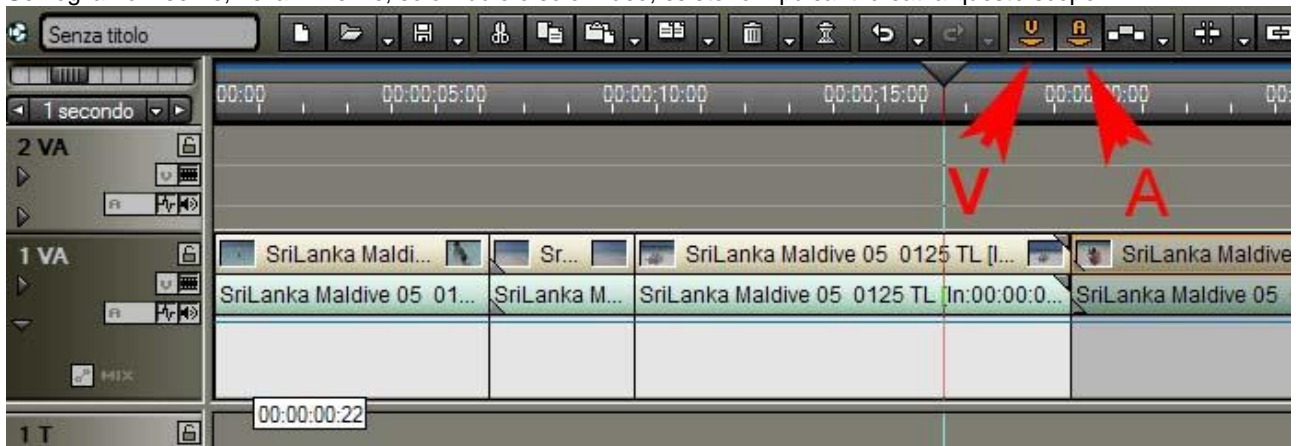 Senza titolo
V A
1 secondo
00:00 00:00:05:00 00:00:10:00 00:00:15:00
V A
2 VA
U
A
1 VA
SriLanka Maldi... Sr... SriLanka Maldive 05 0125 TL [I... SriLanka Maldive
U
SriLanka Maldive 05 01... SriLanka M... SriLanka Maldive 05 0125 TL [In:00:00:0... SriLanka Maldive 05
A
MIX
00:00:00:22
1 T